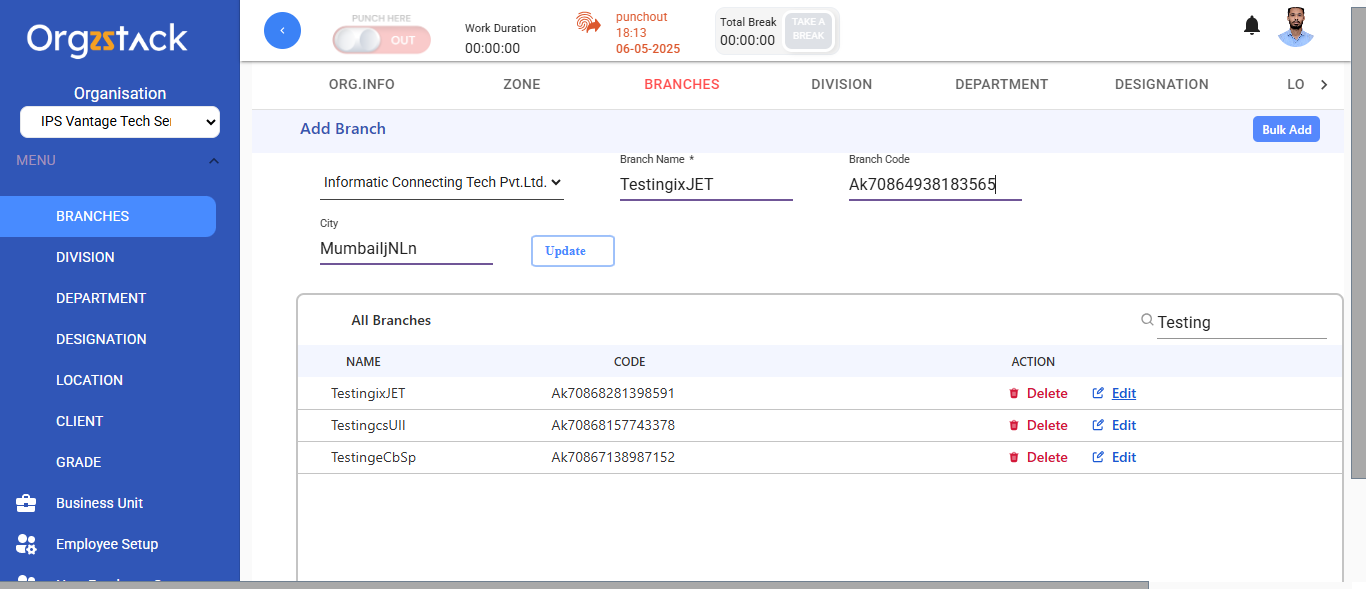 Orgzstack
Organisation
IPS Vantage Tech Ser
MENU
BRANCHES
DIVISION
DEPARTMENT
DESIGNATION
LOCATION
CLIENT
GRADE
Business Unit
Employee Setup
PUNCH HERE
OUT
Work Duration
00:00:00
punchout
18:13
06-05-2025
Total Break
00:00:00
TAKE A
BREAK
ORG.INFO ZONE BRANCHES DIVISION DEPARTMENT DESIGNATION LO
Add Branch
Bulk Add
Informatic Connecting Tech Pvt.Ltd.
Branch Name *
TestingixJET
Branch Code
Ak70864938183565
City
MumbaiIjNLn
Update
All Branches
Testing
NAME CODE ACTION
TestingixJET Ak70868281398591 Delete Edit
TestingcsUII Ak70868157743378 Delete Edit
TestingeCbSp Ak70867138987152 Delete Edit